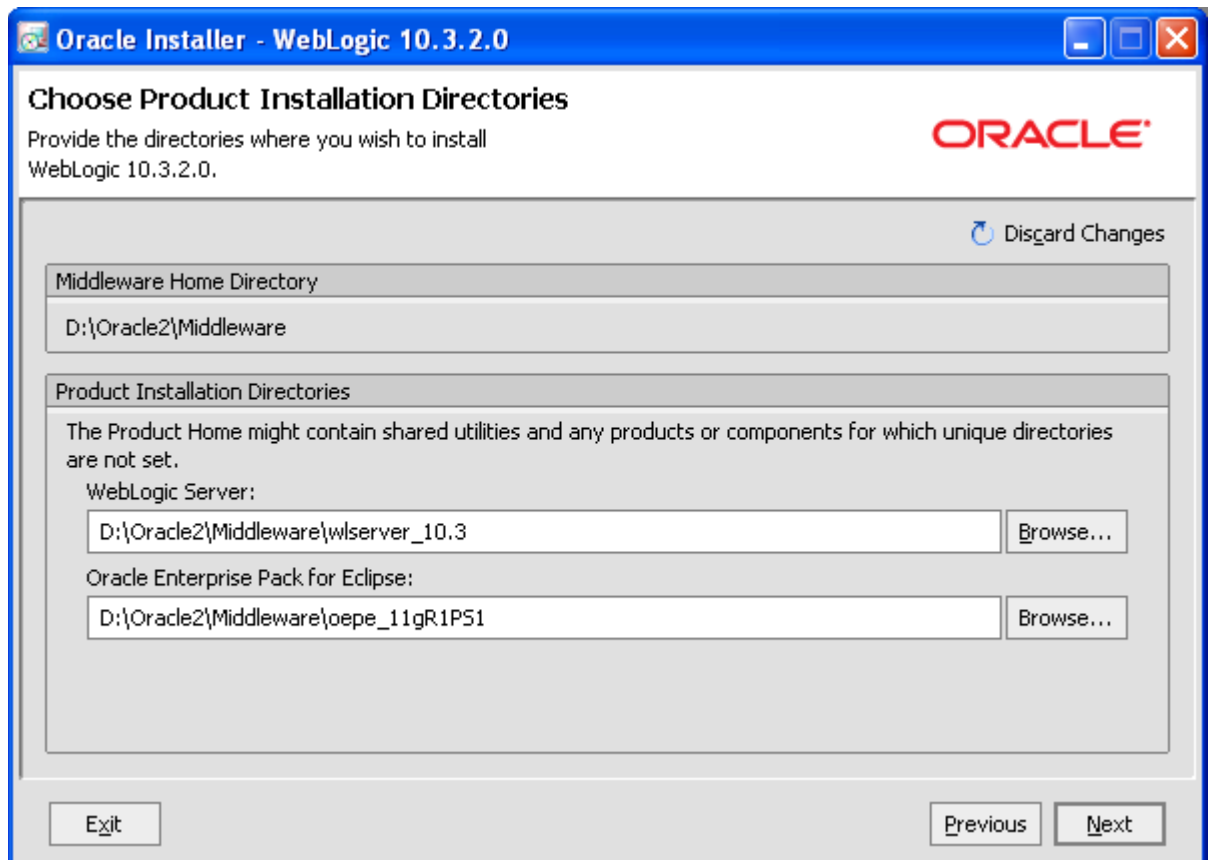 Oracle Installer - WebLogic 10.3.2.0
Choose Product Installation Directories
Provide the directories where you wish to install
WebLogic 10.3.2.0.
ORACLE
Discard Changes
Middleware Home Directory
D:\Oracle2\Middleware
Product Installation Directories
The Product Home might contain shared utilities and any products or components for which unique directories
are not set.
WebLogic Server:
D:\Oracle2\Middleware\wlserver_10.3
Browse...
Oracle Enterprise Pack for Eclipse:
D:\Oracle2\Middleware\oepe_11gR1PS1
Browse...
Exit
Previous
Next